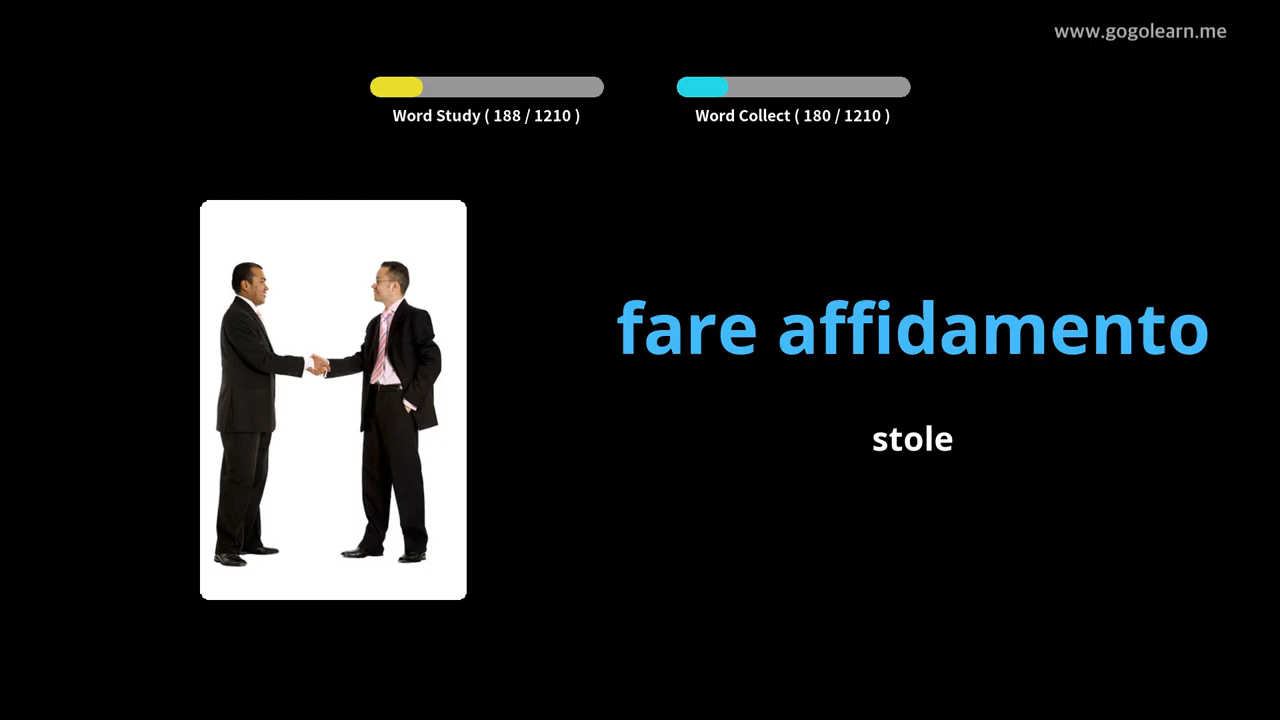 www.gogolearn.me
Word Study ( 188 / 1210 )
Word Collect ( 180 / 1210 )
fare affidamento
stole